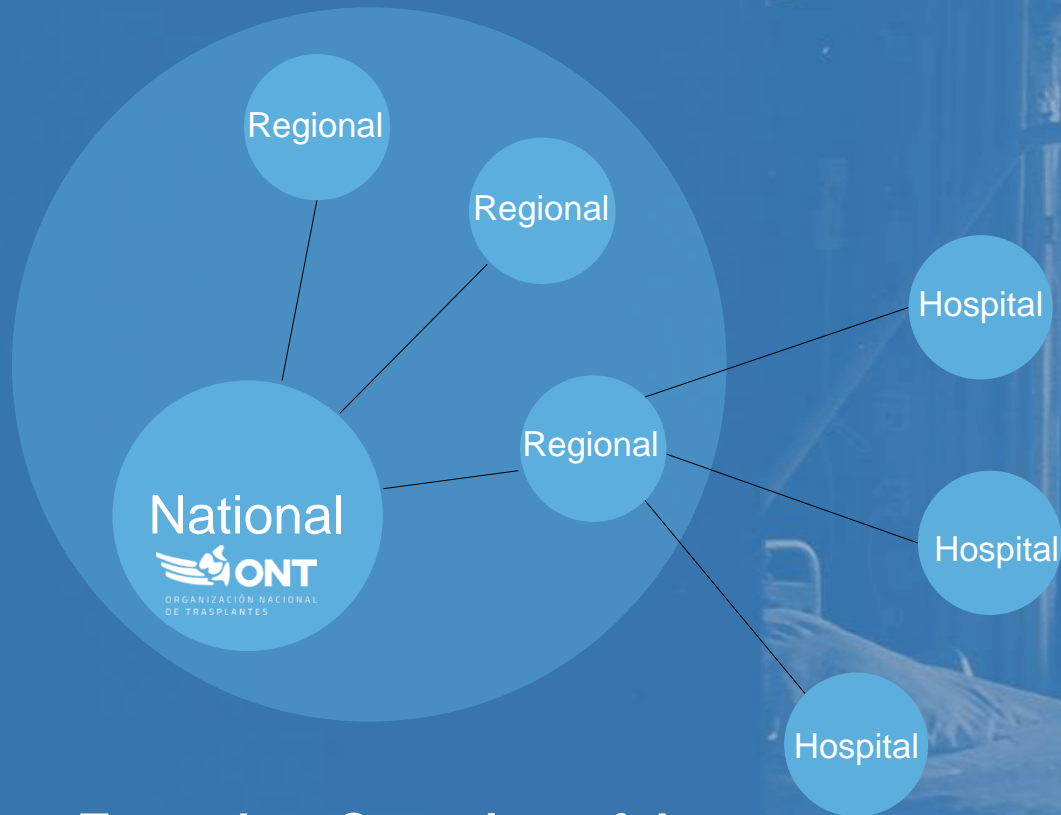 Regional
Regional
Hospital
Regional
National
ONT
ORGANIZACIÓN NACIONAL
DE TRASPLANTES
Hospital
Hospital